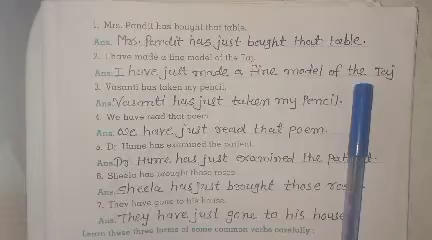 1. Mrs. Pandit has bought that table.
Ans. Mrs. Pandit has just bought that table.
2. I have made a fine model of the Taj.
Ans. I have just made a fine model of the Taj
3. Vasanti has taken my pencil.
Ans. Vasanti has just taken my Pencil.
4. We have read that poem.
Ans. We have just read that poem.
5. Dr. Hume has examined the patient.
Ans. Dr. Hume has just examined the
6. Sheela has brought those roses.
Ans. Sheela has just brought those
7. They have gone to his house.
Ans. They have just gone to his house
Learn these three forms of some common verbs carefully: